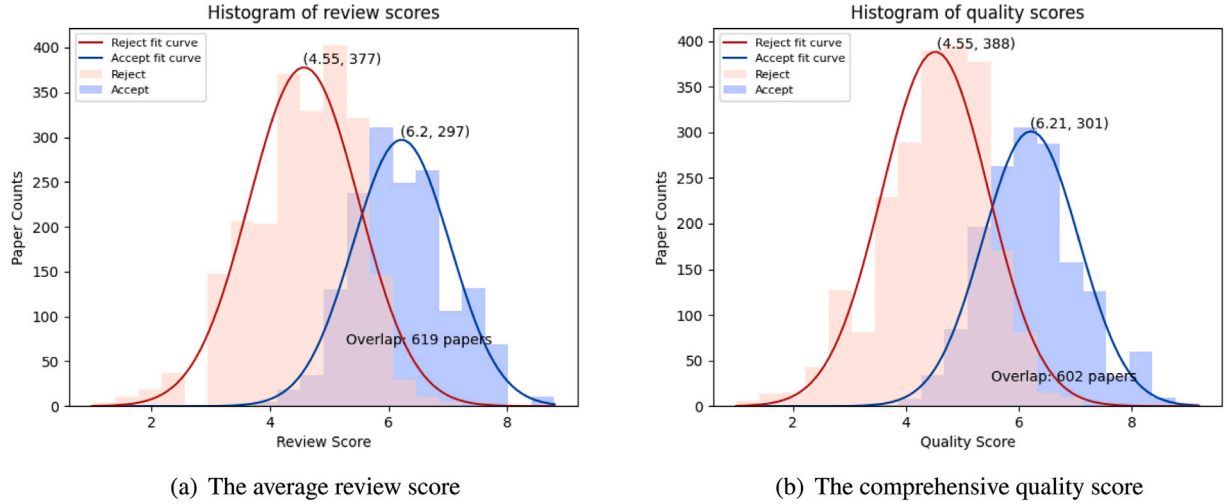 Histogram of review scores
Reject fit curve
Accept fit curve
Reject
Accept
(4.55, 377)
(6.2, 297)
Overlap: 619 papers
Paper Counts
400
350
300
250
200
150
100
50
0
2
4
6
8
Review Score
(a) The average review score
Histogram of quality scores
Reject fit curve
Accept fit curve
Reject
Accept
(4.55, 388)
(6.21, 301)
Overlap: 602 papers
Paper Counts
400
350
300
250
200
150
100
50
0
2
4
6
8
Quality Score
(b) The comprehensive quality score